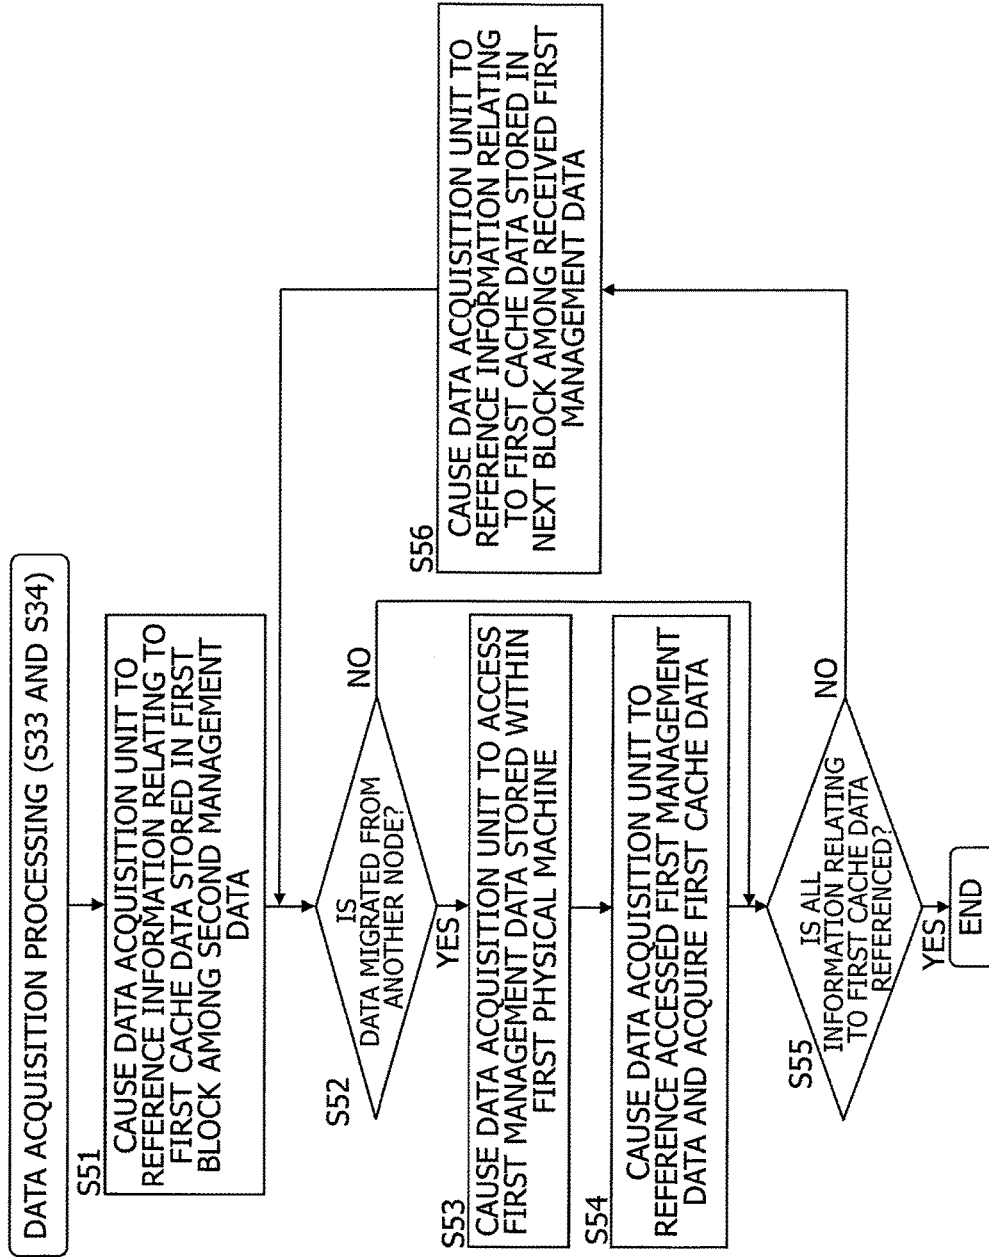 DATA ACQUISITION PROCESSING (S33 AND S34)
S51
CAUSE DATA ACQUISITION UNIT TO
REFERENCE INFORMATION RELATING TO
FIRST CACHE DATA STORED IN FIRST
BLOCK AMONG SECOND MANAGEMENT
DATA
S52
IS
DATA MIGRATED FROM
ANOTHER NODE?
NO
YES
S53
CAUSE DATA ACQUISITION UNIT TO ACCESS
FIRST MANAGEMENT DATA STORED WITHIN
FIRST PHYSICAL MACHINE
S54
CAUSE DATA ACQUISITION UNIT TO
REFERENCE ACCESSED FIRST MANAGEMENT
DATA AND ACQUIRE FIRST CACHE DATA
S55
IS ALL
INFORMATION RELATING
TO FIRST CACHE DATA
REFERENCED?
NO
YES
END
S56
CAUSE DATA ACQUISITION UNIT TO
REFERENCE INFORMATION RELATING
TO FIRST CACHE DATA STORED IN
NEXT BLOCK AMONG RECEIVED FIRST
MANAGEMENT DATA